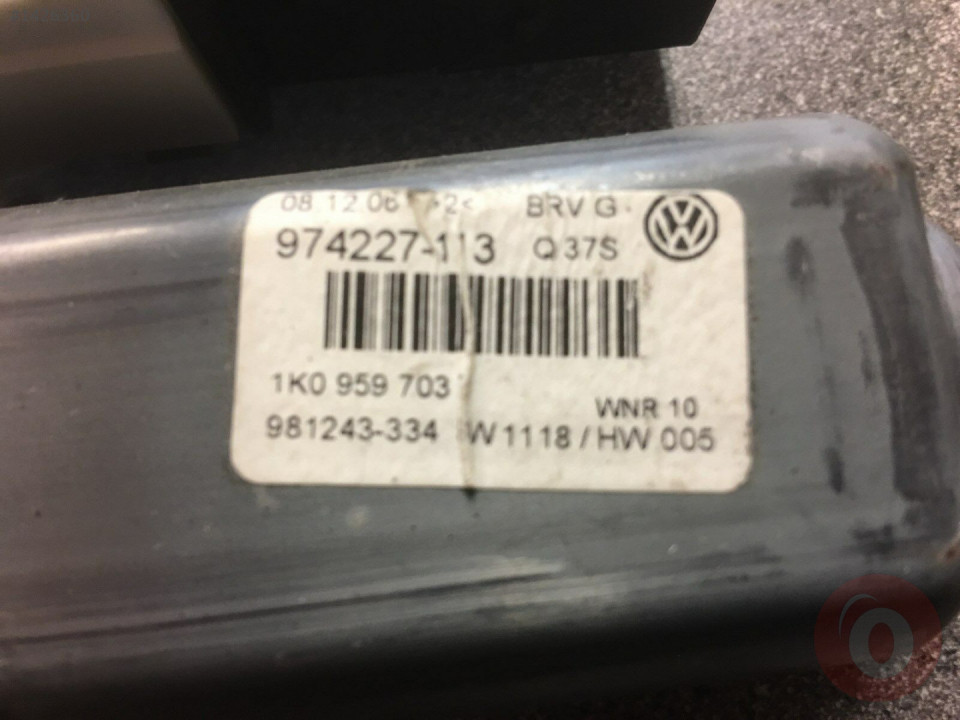 08 12 06 BRV G
974227-113 Q 37S
1K0 959 703
WNR 10
981243-334 W1118 / HW 005